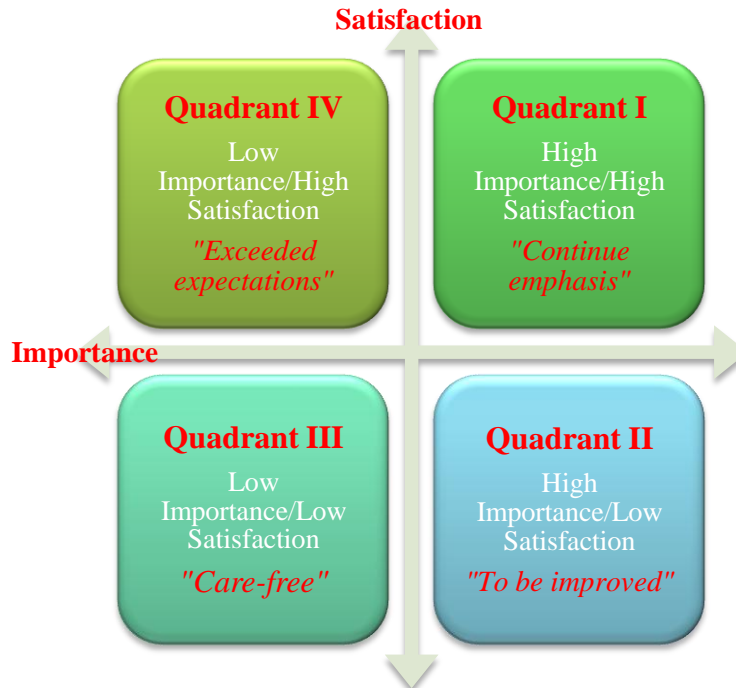 Satisfaction
Quadrant IV
Low
Importance/High
Satisfaction
"Exceeded
expectations"
Quadrant I
High
Importance/High
Satisfaction
"Continue
emphasis"
Importance
Quadrant III
Low
Importance/Low
Satisfaction
"Care-free"
Quadrant II
High
Importance/Low
Satisfaction
"To be improved"